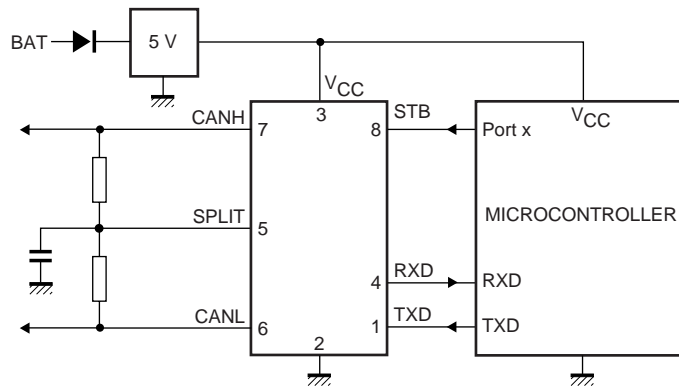 BAT
5 V
VCC
3
CANH
7
STB
8
Port x
VCC
SPLIT
5
MICROCONTROLLER
4
RXD
RXD
1
TXD
TXD
CANL
6
2